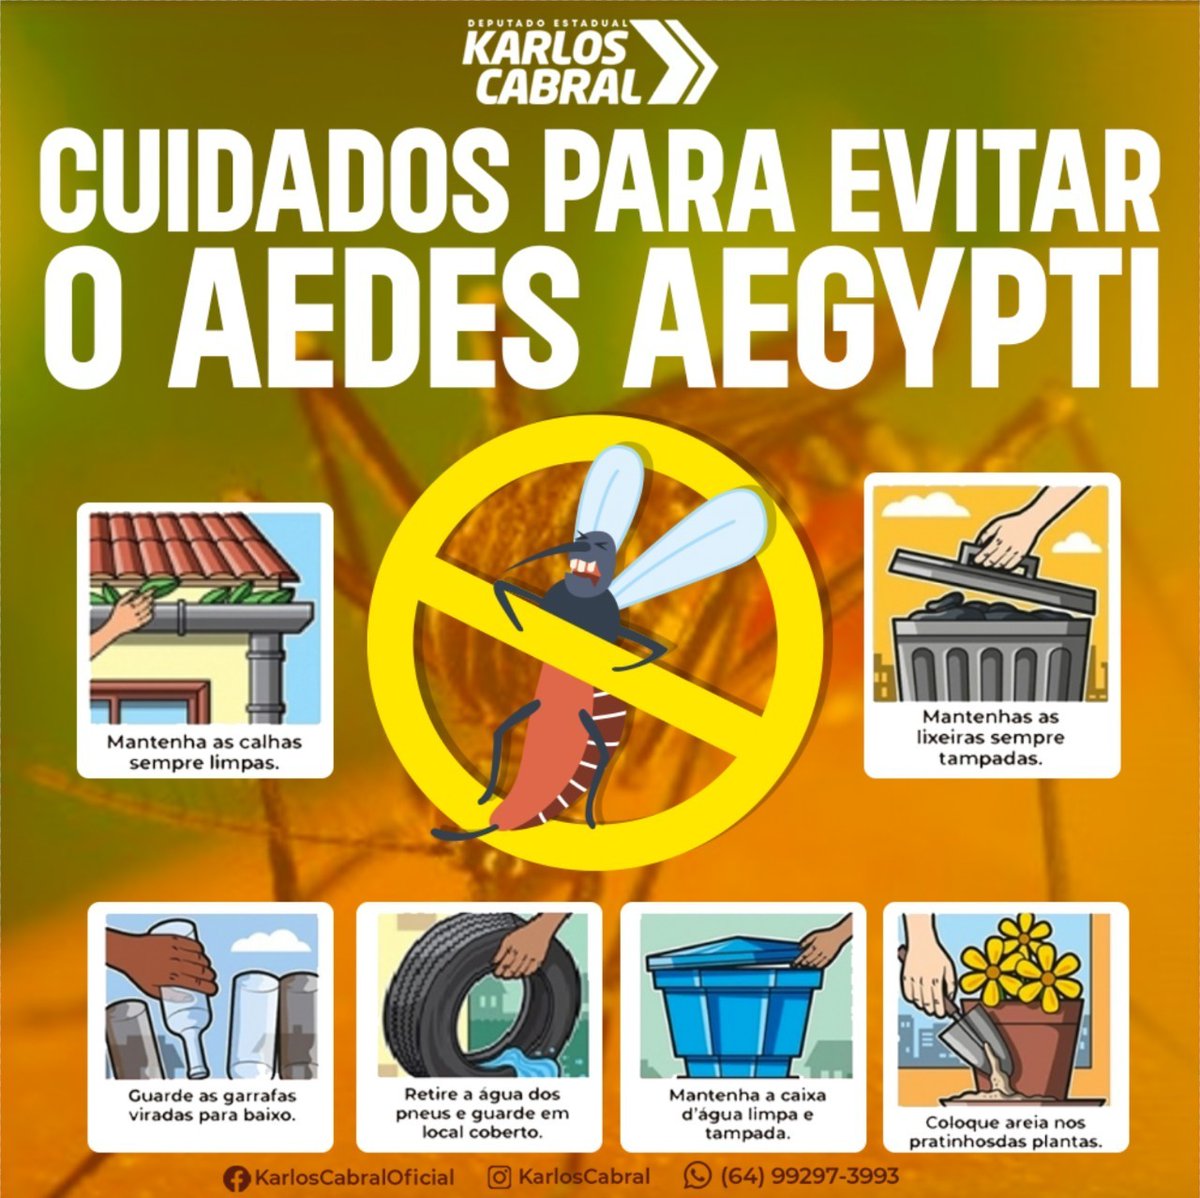 DEPUTADO ESTADUAL
KARLOS
CABRAL
CUIDADOS PARA EVITAR
O AEDES AEGYPTI
Mantenha as calhas
sempre limpas.
Mantenhas as
lixeiras sempre
tampadas.
Guarde as garrafas
viradas para baixo.
Retire a água dos
pneus e guarde em
local coberto.
Mantenha a caixa
d'água limpa e
tampada.
Coloque areia nos
pratinhosdas plantas.
KarlosCabralOficial KarlosCabral (64) 99297-3993